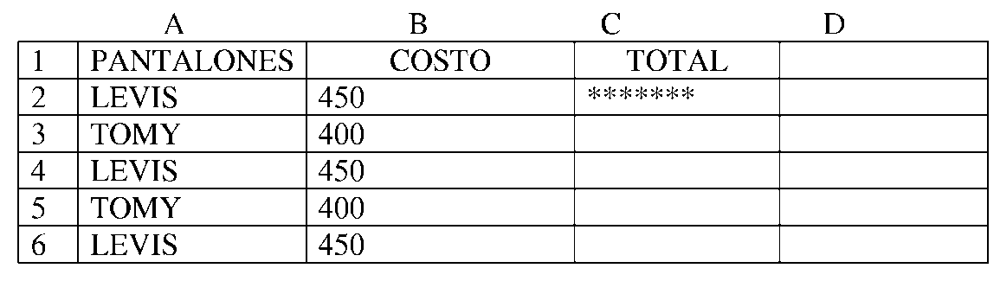 A B C D
1 PANTALONES COSTO TOTAL
2 LEVIS 450 *******
3 TOMY 400
4 LEVIS 450
5 TOMY 400
6 LEVIS 450